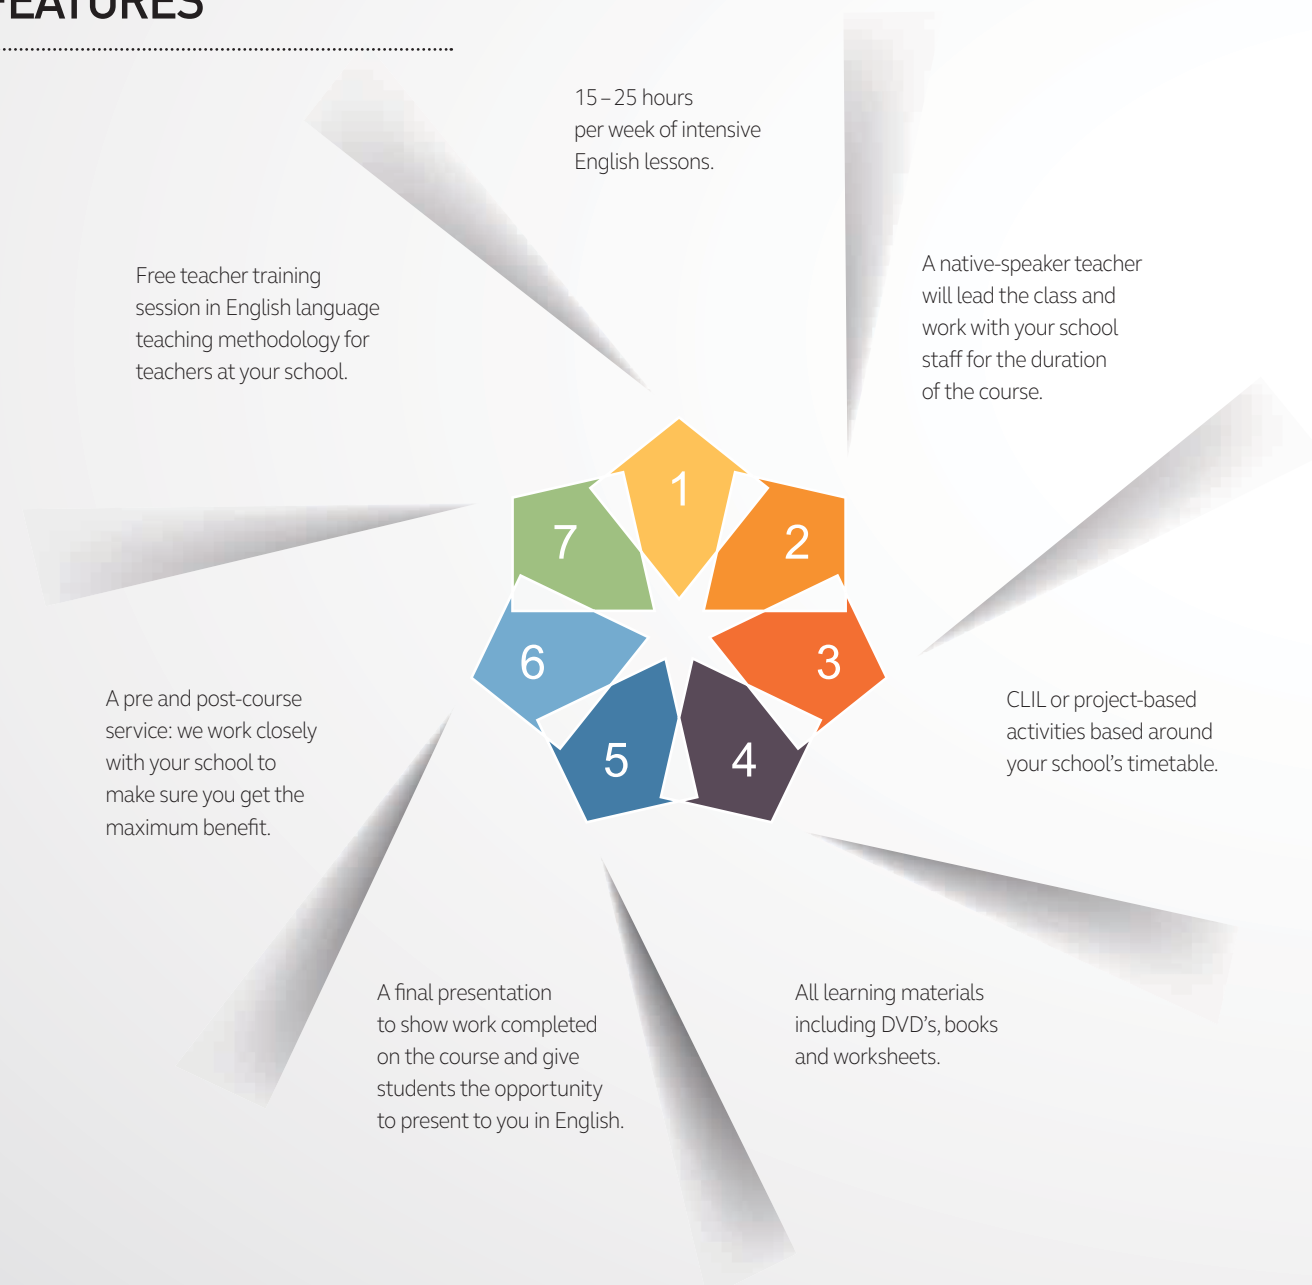 FEATURES
15–25 hours
per week of intensive
English lessons.
A native-speaker teacher
will lead the class and
work with your school
staff for the duration
of the course.
CLIL or project-based
activities based around
your school's timetable.
All learning materials
including DVD's, books
and worksheets.
A final presentation
to show work completed
on the course and give
students the opportunity
to present to you in English.
A pre and post-course
service: we work closely
with your school to
make sure you get the
maximum benefit.
Free teacher training
session in English language
teaching methodology for
teachers at your school.
1
2
3
4
5
6
7